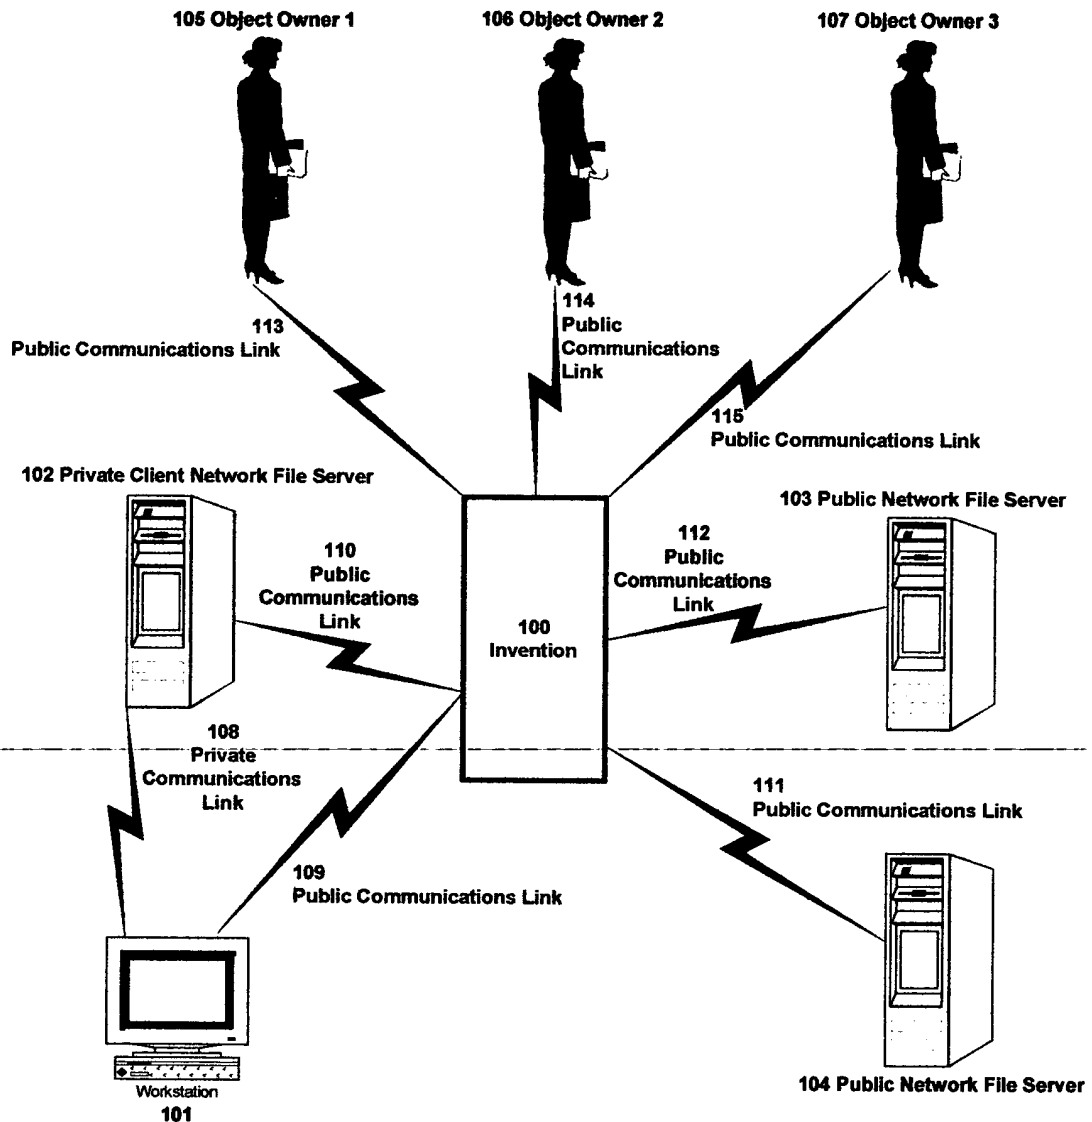 105 Object Owner 1
106 Object Owner 2
107 Object Owner 3
113
Public Communications Link
114
Public
Communications
Link
115
Public Communications Link
102 Private Client Network File Server
103 Public Network File Server
110
Public
Communications
Link
112
Public
Communications
Link
100
Invention
108
Private
Communications
Link
111
Public Communications Link
109
Public Communications Link
Workstation
101
104 Public Network File Server